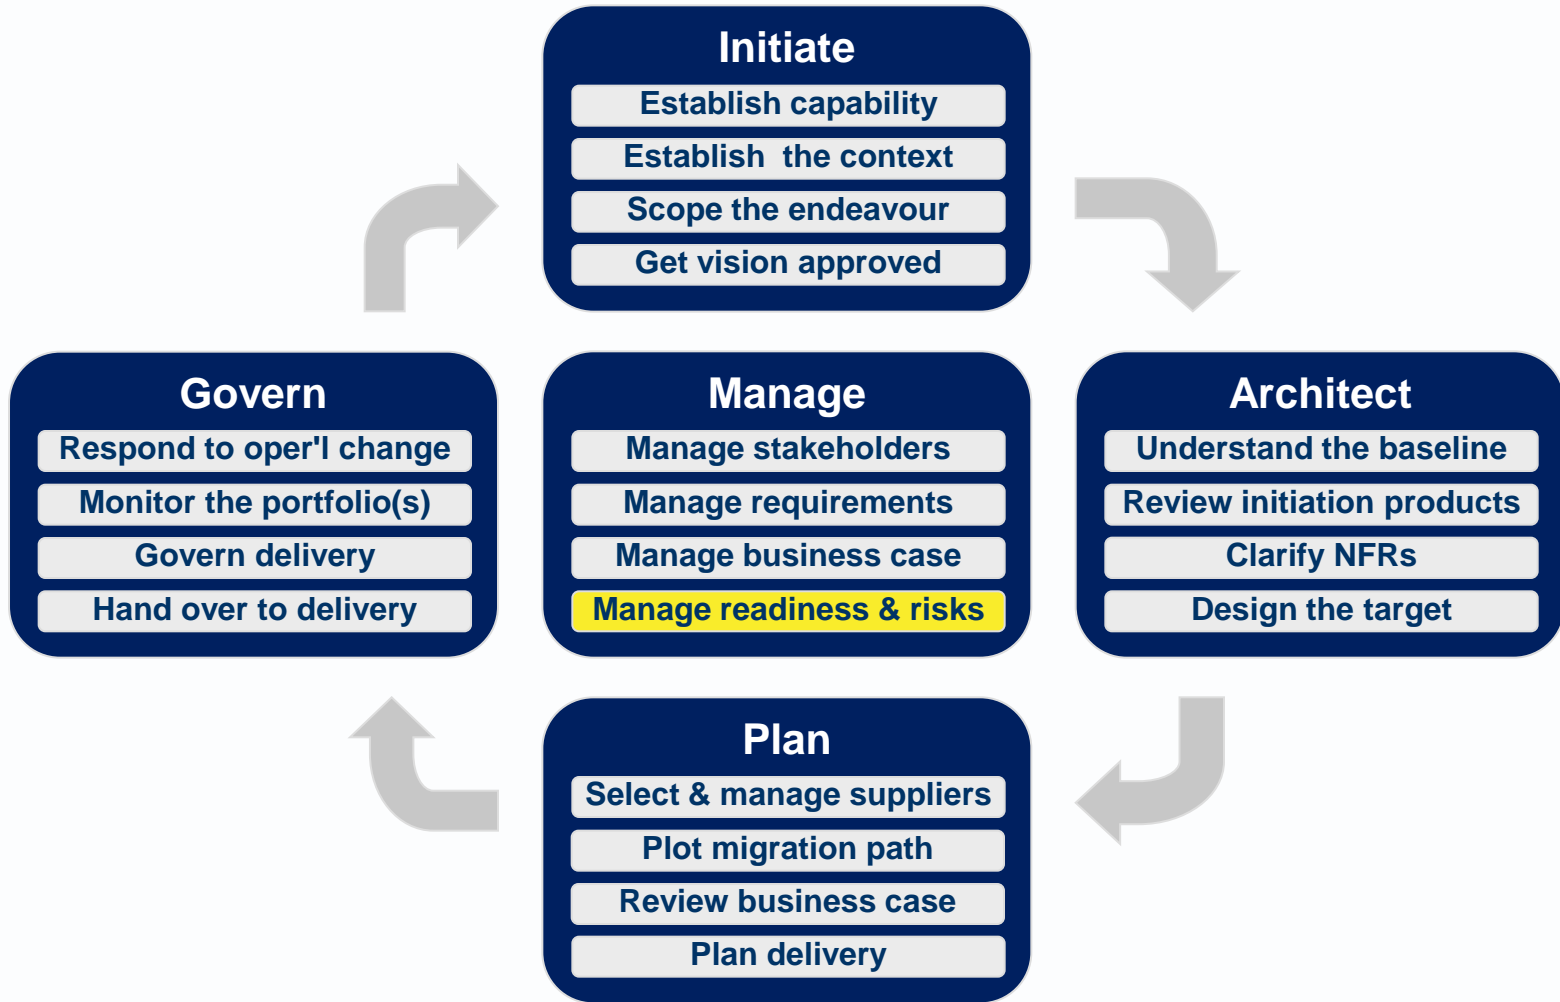 Initiate
Establish capability
Establish  the context
Scope the endeavour
Get vision approved
Govern
Respond to oper'l change
Monitor the portfolio(s)
Govern delivery
Hand over to delivery
Manage
Manage stakeholders
Manage requirements
Manage business case
Manage readiness & risks
Architect
Understand the baseline
Review initiation products
Clarify NFRs
Design the target
Plan
Select & manage suppliers
Plot migration path
Review business case
Plan delivery